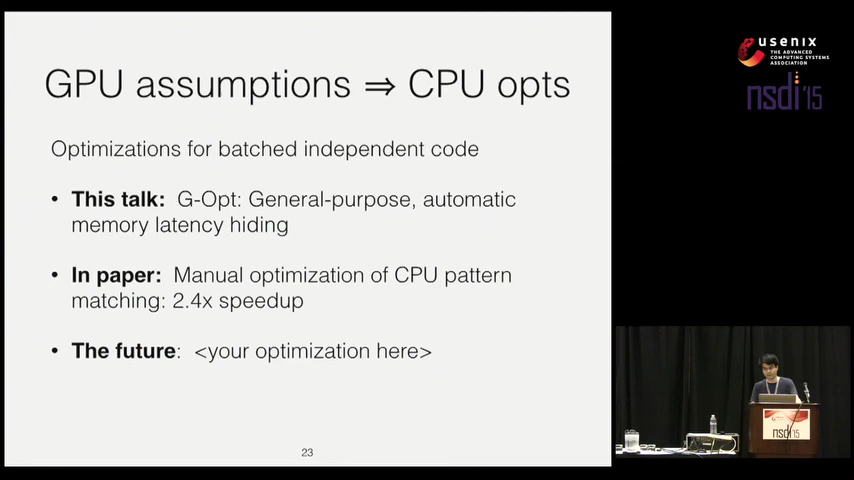 GPU assumptions ⇒ CPU opts
Optimizations for batched independent code
• This talk: G-Opt: General-purpose, automatic
memory latency hiding
• In paper: Manual optimization of CPU pattern
matching: 2.4x speedup
• The future: <your optimization here>
23
usenix
THE ADVANCED
COMPUTING SYSTEMS
ASSOCIATION
nsdi '15
nsdi'15